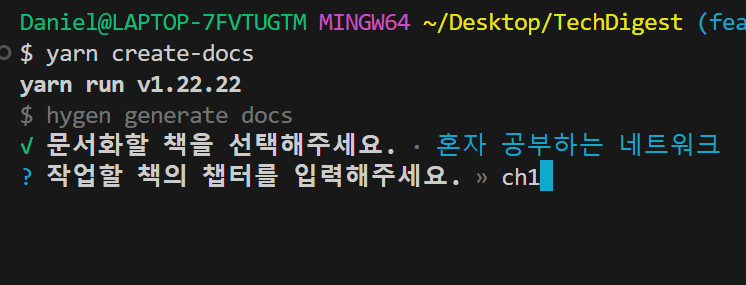 Daniel@LAPTOP-7FVTUGTM MINGW64 ~/Desktop/TechDigest (fea
$ yarn create-docs
yarn run v1.22.22
$ hygen generate docs
√ 문서화할 책을 선택해주세요. · 혼자 공부하는 네트워크
? 작업할 책의 챕터를 입력해주세요. » ch1